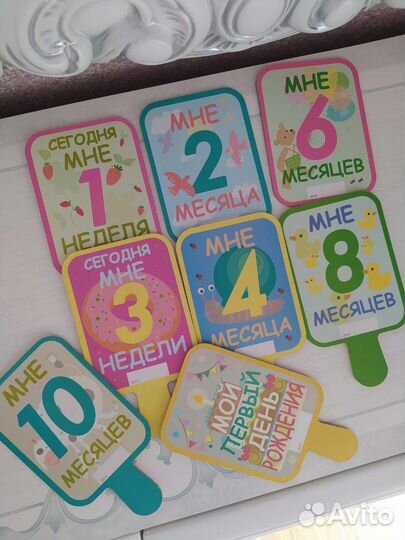 СЕГОДНЯ
МНЕ
1
НЕДЕЛЯ
МНЕ
2
МЕСЯЦА
МНЕ
6
МЕСЯЦЕВ
СЕГОДНЯ
МНЕ
3
НЕДЕЛИ
МНЕ
4
МЕСЯЦА
МНЕ
8
МЕСЯЦЕВ
МНЕ
10
МЕСЯЦЕВ
МОЙ
ПЕРВЫЙ
ДЕНЬ
РОЖДЕНИЯ
Avito